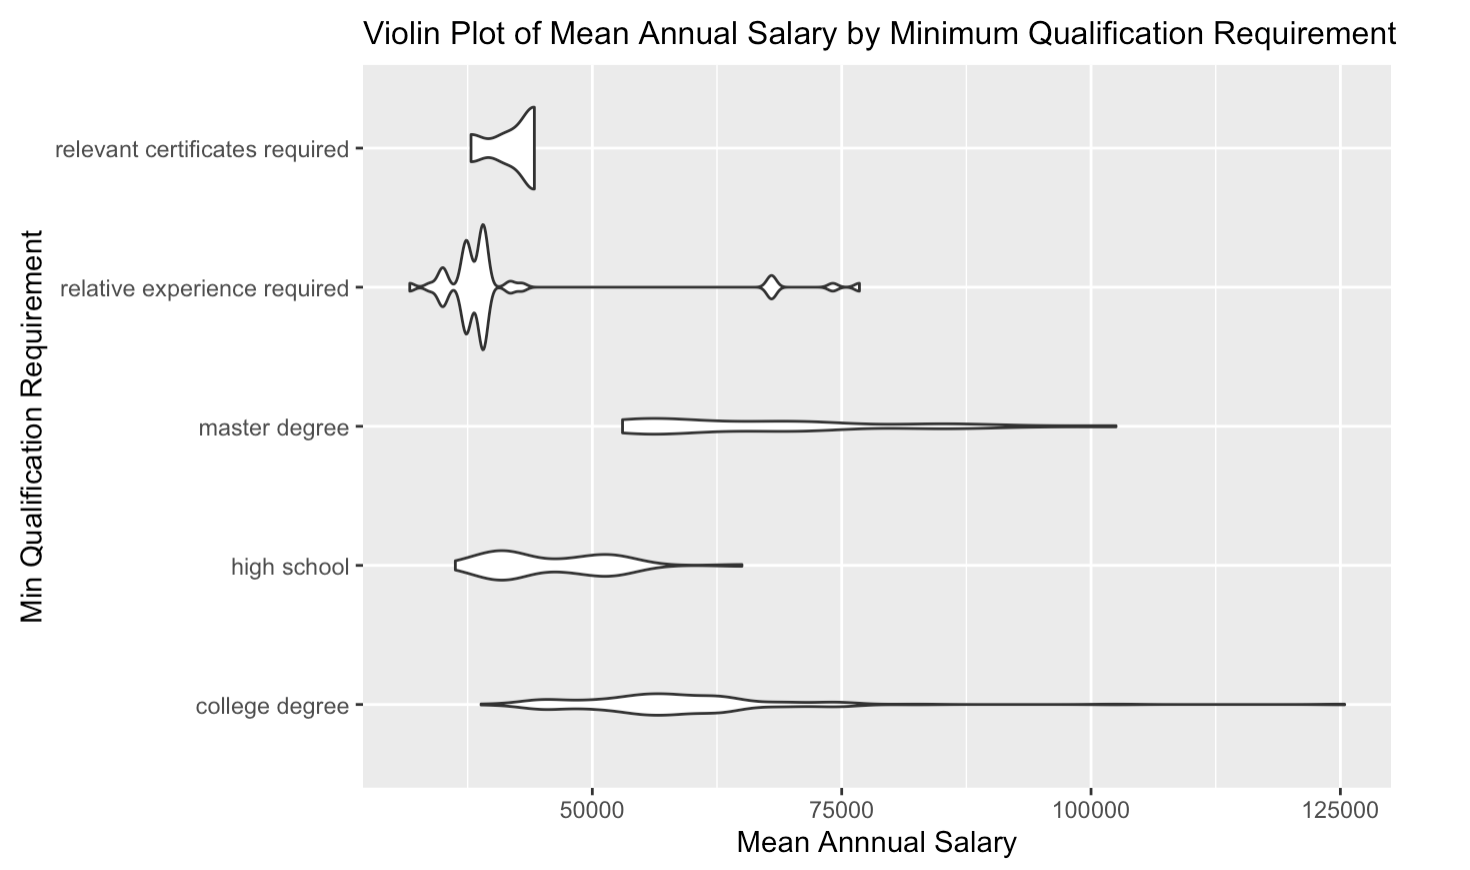 Violin Plot of Mean Annual Salary by Minimum Qualification Requirement
Min Qualification Requirement
relevant certificates required
relative experience required
master degree
high school
college degree
50000
75000
100000
125000
Mean Annnual Salary